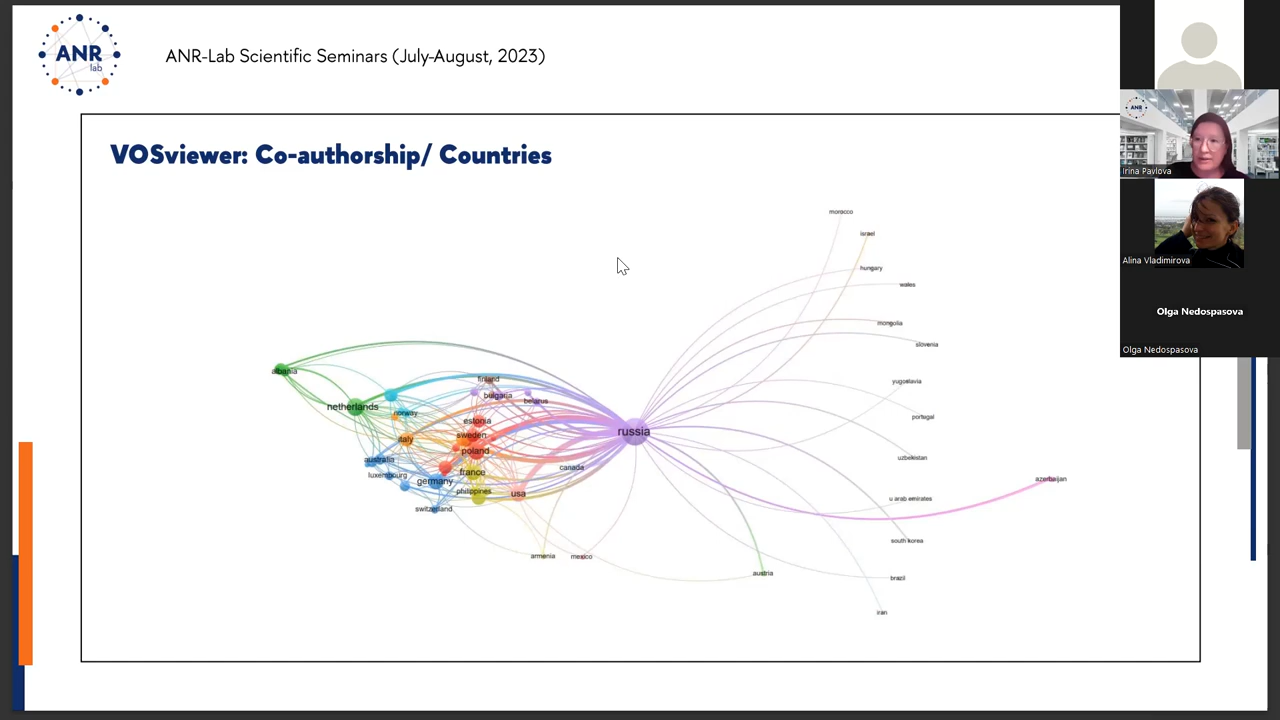 ANR
lab
ANR-Lab Scientific Seminars (July-August, 2023)
VOSviewer: Co-authorship/ Countries
morocco
israel
hungary
wales
mongolia
slovenia
yugoslavia
portugal
uzbekistan
azerbaijan
u arab emirates
south korea
brazil
iran
austria
mexico
armenia
russia
canada
albania
netherlands
finland
bulgaria
belarus
norway
estonia
sweden
italy
poland
australia
france
luxembourg
germany
philippines
usa
switzerland
ANR
Irina Pavlova
Alina Vladimirova
Olga Nedospasova
Olga Nedospasova